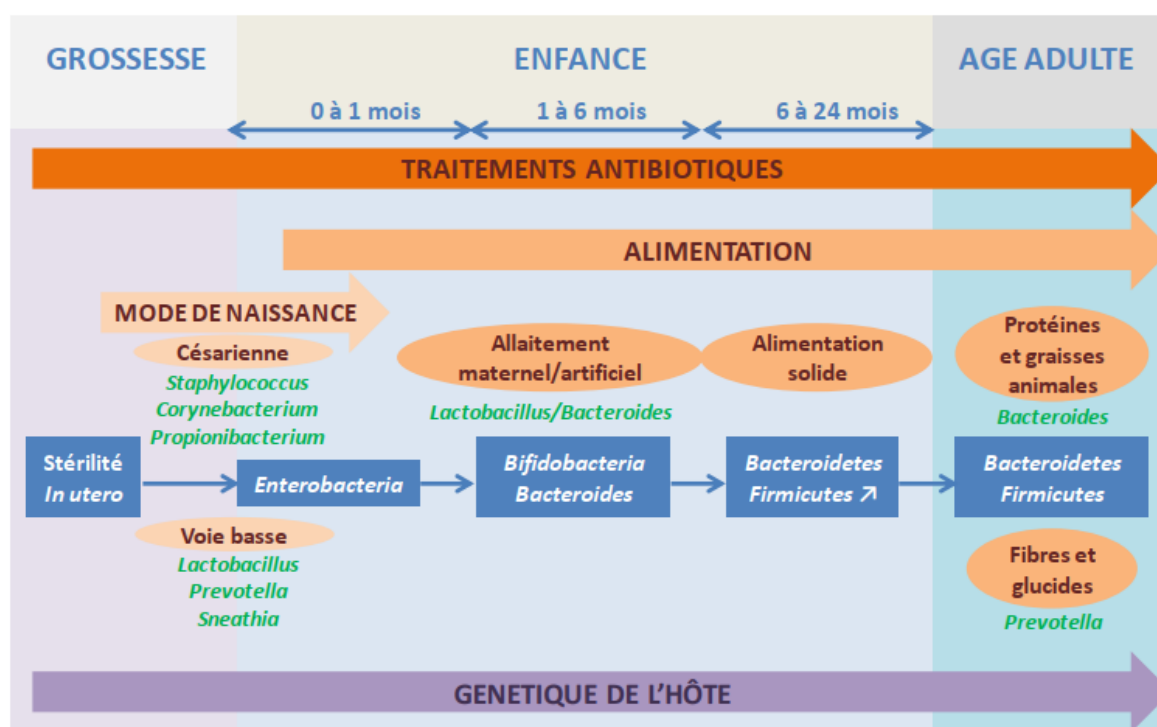 GROSSESSE
ENFANCE
AGE ADULTE
0 à 1 mois
1 à 6 mois
6 à 24 mois
TRAITEMENTS ANTIBIOTIQUES
ALIMENTATION
MODE DE NAISSANCE
Césarienne
Staphylococcus
Corynebacterium
Propionibacterium
Allaitement
maternel/artificiel
Lactobacillus/Bacteroides
Alimentation
solide
Protéines
et graisses
animales
Bacteroides
Stérilité
In utero
Enterobacteria
Bifidobacteria
Bacteroides
Bacteroidetes
Firmicutes ↗
Bacteroidetes
Firmicutes
Voie basse
Lactobacillus
Prevotella
Sneathia
Fibres et
glucides
Prevotella
GENETIQUE DE L'HÔTE